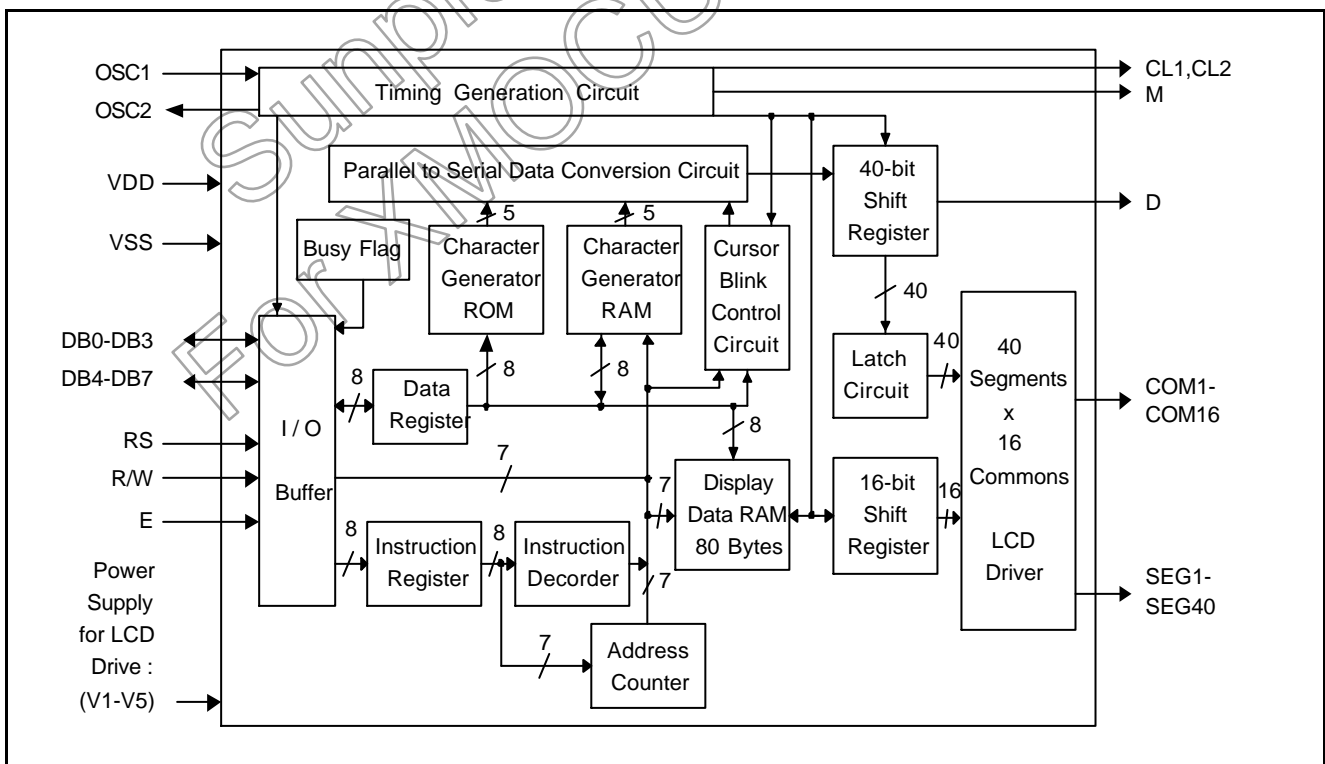 Sunpl
For XMOCU
OSC1
OSC2
VDD
VSS
DB0-DB3
DB4-DB7
RS
R/W
E
Power
Supply
for LCD
Drive :
(V1-V5)
Timing Generation Circuit
CL1,CL2
M
Parallel to Serial Data Conversion Circuit
40-bit
Shift
Register
D
5
5
Busy Flag
Character
Generator
ROM
Character
Generator
RAM
Cursor
Blink
Control
Circuit
40
8
8
8
Data
Register
8
Latch
Circuit
40
40
Segments
x
16
Commons
LCD
Driver
COM1-
COM16
I / O
Buffer
7
7
Display
Data RAM
80 Bytes
16-bit
Shift
Register
16
8
Instruction
Register
8
Instruction
Decorder
7
SEG1-
SEG40
7
Address
Counter